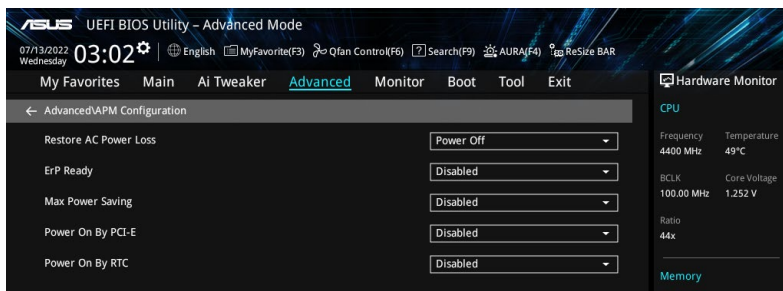 ASUS UEFI BIOS Utility – Advanced Mode
07/13/2022 Wednesday 03:02 English MyFavorite(F3) Qfan Control(F6) ? Search(F9) AURA(F4) ReSize BAR
My Favorites Main Ai Tweaker Advanced Monitor Boot Tool Exit
Hardware Monitor
← Advanced\APM Configuration
Restore AC Power Loss Power Off
ErP Ready Disabled
Max Power Saving Disabled
Power On By PCI-E Disabled
Power On By RTC Disabled
CPU
Frequency Temperature
4400 MHz 49°C
BCLK Core Voltage
100.00 MHz 1.252 V
Ratio
44x
Memory